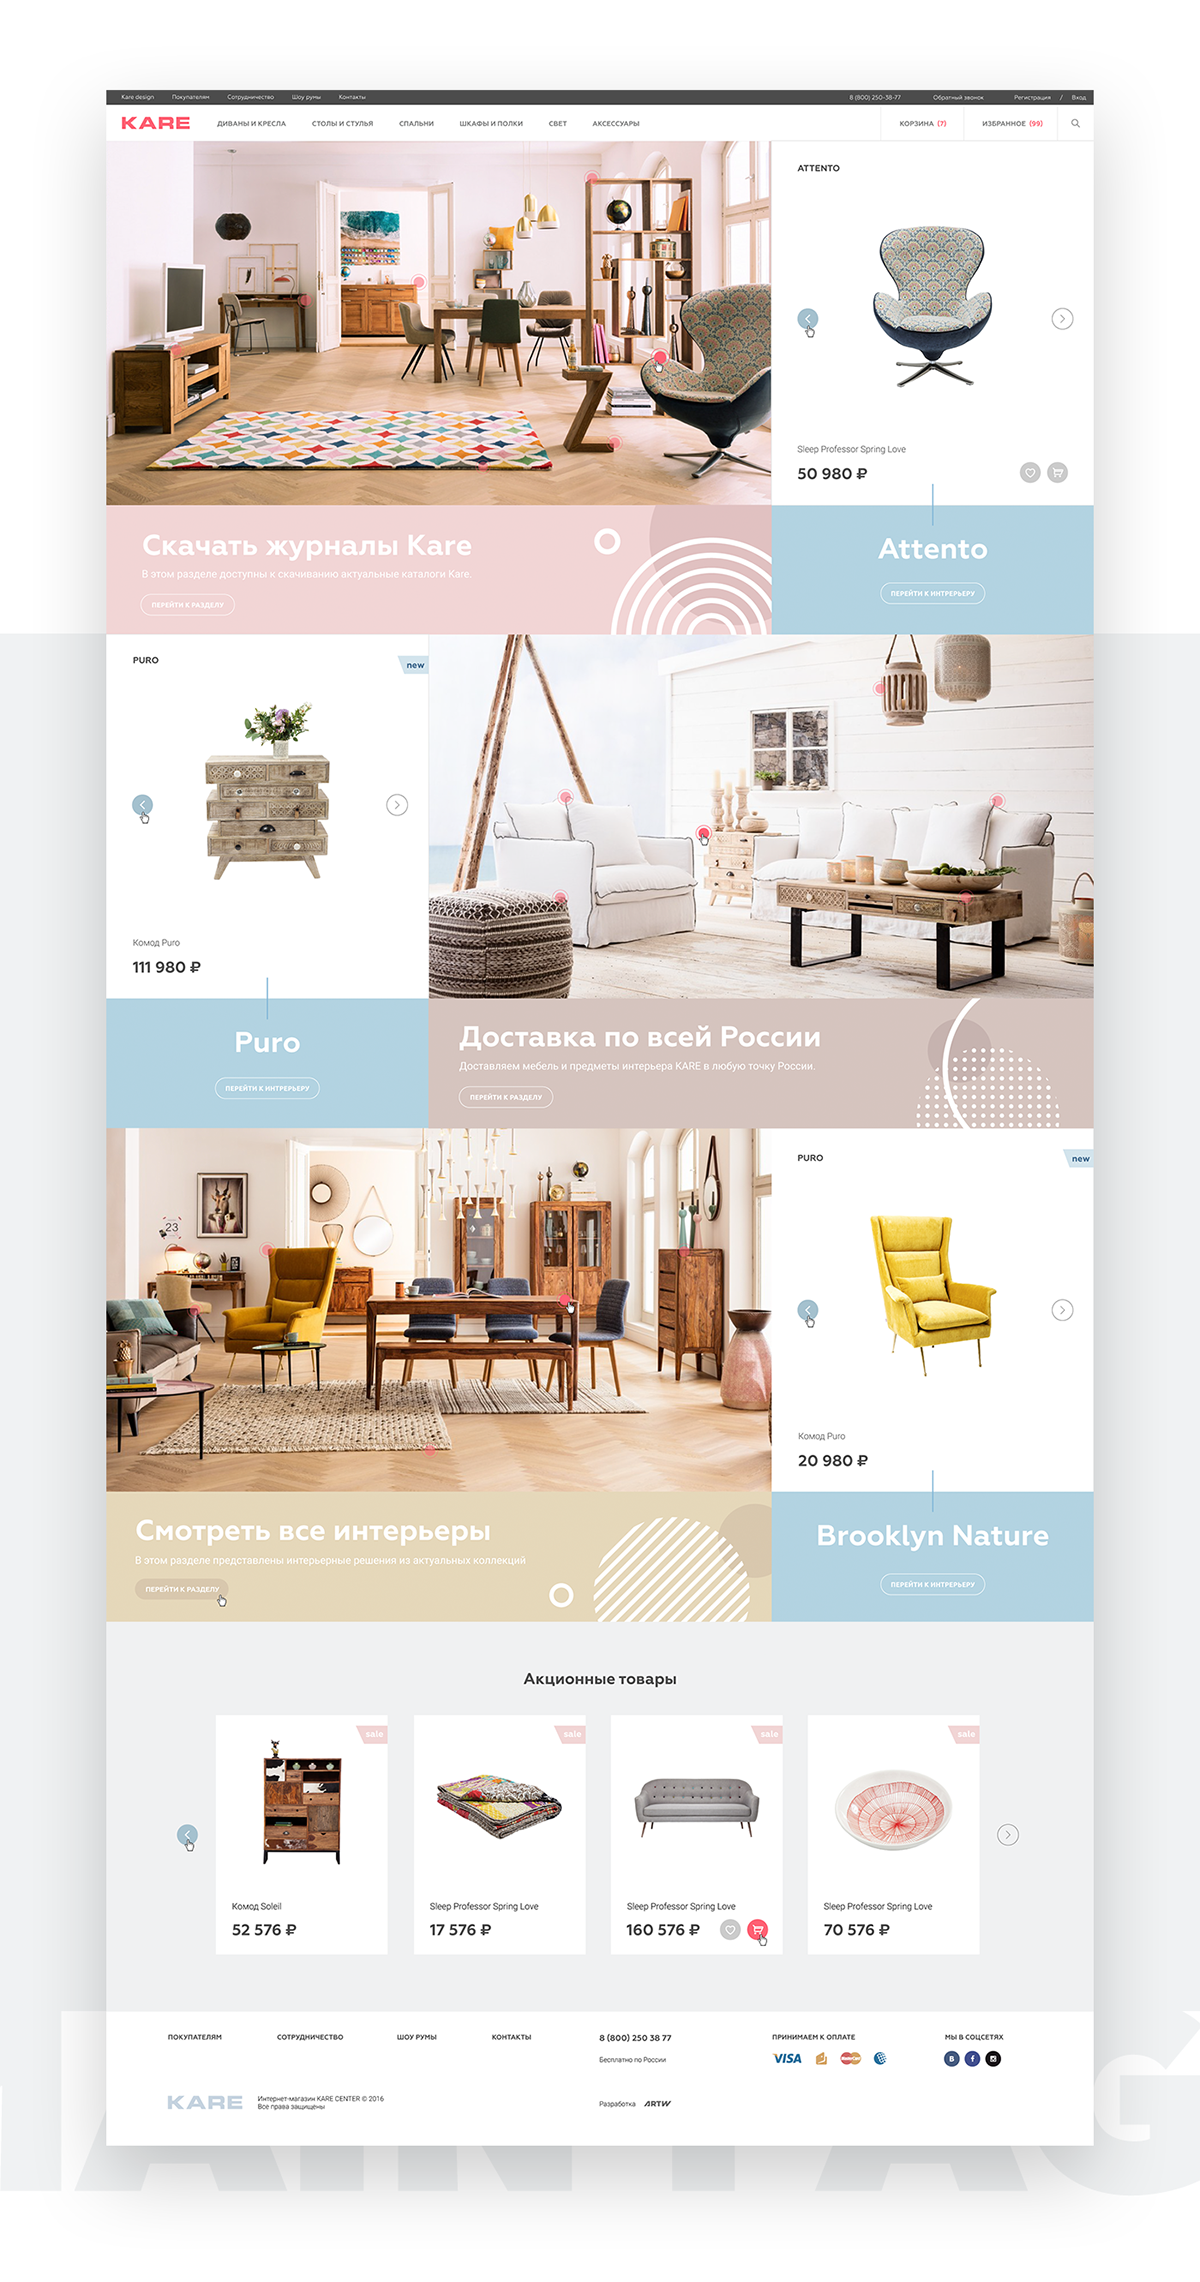 Kare design Покупателям Сотрудничество Шоу румы Контакты 8 (800) 250-38-77 Обратный звонок Регистрация / Вход
KARE ДИВАНЫ И КРЕСЛА СТОЛЫ И СТУЛЬЯ СПАЛЬНИ ШКАФЫ И ПОЛКИ СВЕТ АКСЕССУАРЫ КОРЗИНА (7) ИЗБРАННОЕ (99)
ATTENTO
Sleep Professor Spring Love
50 980 ₽
Скачать журналы Kare
В этом разделе доступны к скачиванию актуальные каталоги Kare.
ПЕРЕЙТИ К РАЗДЕЛУ
Attento
ПЕРЕЙТИ К ИНТРЕРЬЕРУ
PURO
new
Комод Puro
111 980 ₽
Puro
ПЕРЕЙТИ К ИНТРЕРЬЕРУ
Доставка по всей России
Доставляем мебель и предметы интерьера KARE в любую точку России.
ПЕРЕЙТИ К РАЗДЕЛУ
23
PURO
new
Комод Puro
20 980 ₽
Смотреть все интерьеры
В этом разделе представлены интерьерные решения из актуальных коллекций
ПЕРЕЙТИ К РАЗДЕЛУ
Brooklyn Nature
ПЕРЕЙТИ К ИНТРЕРЬЕРУ
Акционные товары
sale
Комод Soleil
52 576 ₽
sale
Sleep Professor Spring Love
17 576 ₽
sale
Sleep Professor Spring Love
160 576 ₽
sale
Sleep Professor Spring Love
70 576 ₽
ПОКУПАТЕЛЯМ СОТРУДНИЧЕСТВО ШОУ РУМЫ КОНТАКТЫ 8 (800) 250 38 77 ПРИНИМАЕМ К ОПЛАТЕ МЫ В СОЦСЕТЯХ
Бесплатно по России VISA
KARE Интернет-магазин KARE CENTER © 2016
Все права защищены
Разработка ARTW